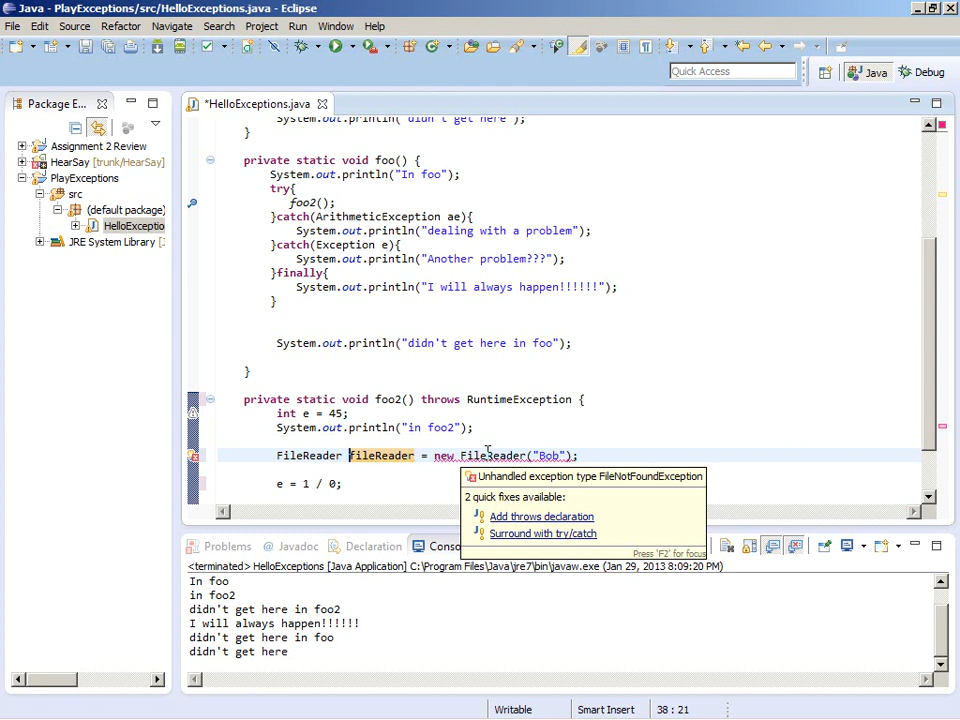 Java - PlayExceptions/src/HelloExceptions.java - Eclipse
File Edit Source Refactor Navigate Search Project Run Window Help
Quick Access
Java
Debug
Package E...
*HelloExceptions.java
Assignment 2 Review
HearSay [trunk/HearSay]
PlayExceptions
src
(default package)
HelloExceptio
JRE System Library [J
System.out.println("didn't get here");
}
private static void foo() {
System.out.println("In foo");
try{
foo2();
}catch(ArithmeticException ae){
System.out.println("dealing with a problem");
}catch(Exception e){
System.out.println("Another problem???");
}finally{
System.out.println("I will always happen!!!!!!");
}
System.out.println("didn't get here in foo");
}
private static void foo2() throws RuntimeException {
int e = 45;
System.out.println("in foo2");
FileReader fileReader = new FileReader("Bob");
e = 1 / 0;
Unhandled exception type FileNotFoundException
2 quick fixes available:
Add throws declaration
Surround with try/catch
Press 'F2' for focus
Problems @ Javadoc Declaration Conso
<terminated> HelloExceptions [Java Application] C:\Program Files\Java\jre7\bin\javaw.exe (Jan 29, 2013 8:09:20 PM)
In foo
in foo2
didn't get here in foo2
I will always happen!!!!!!
didn't get here in foo
didn't get here
Writable
Smart Insert
38 : 21